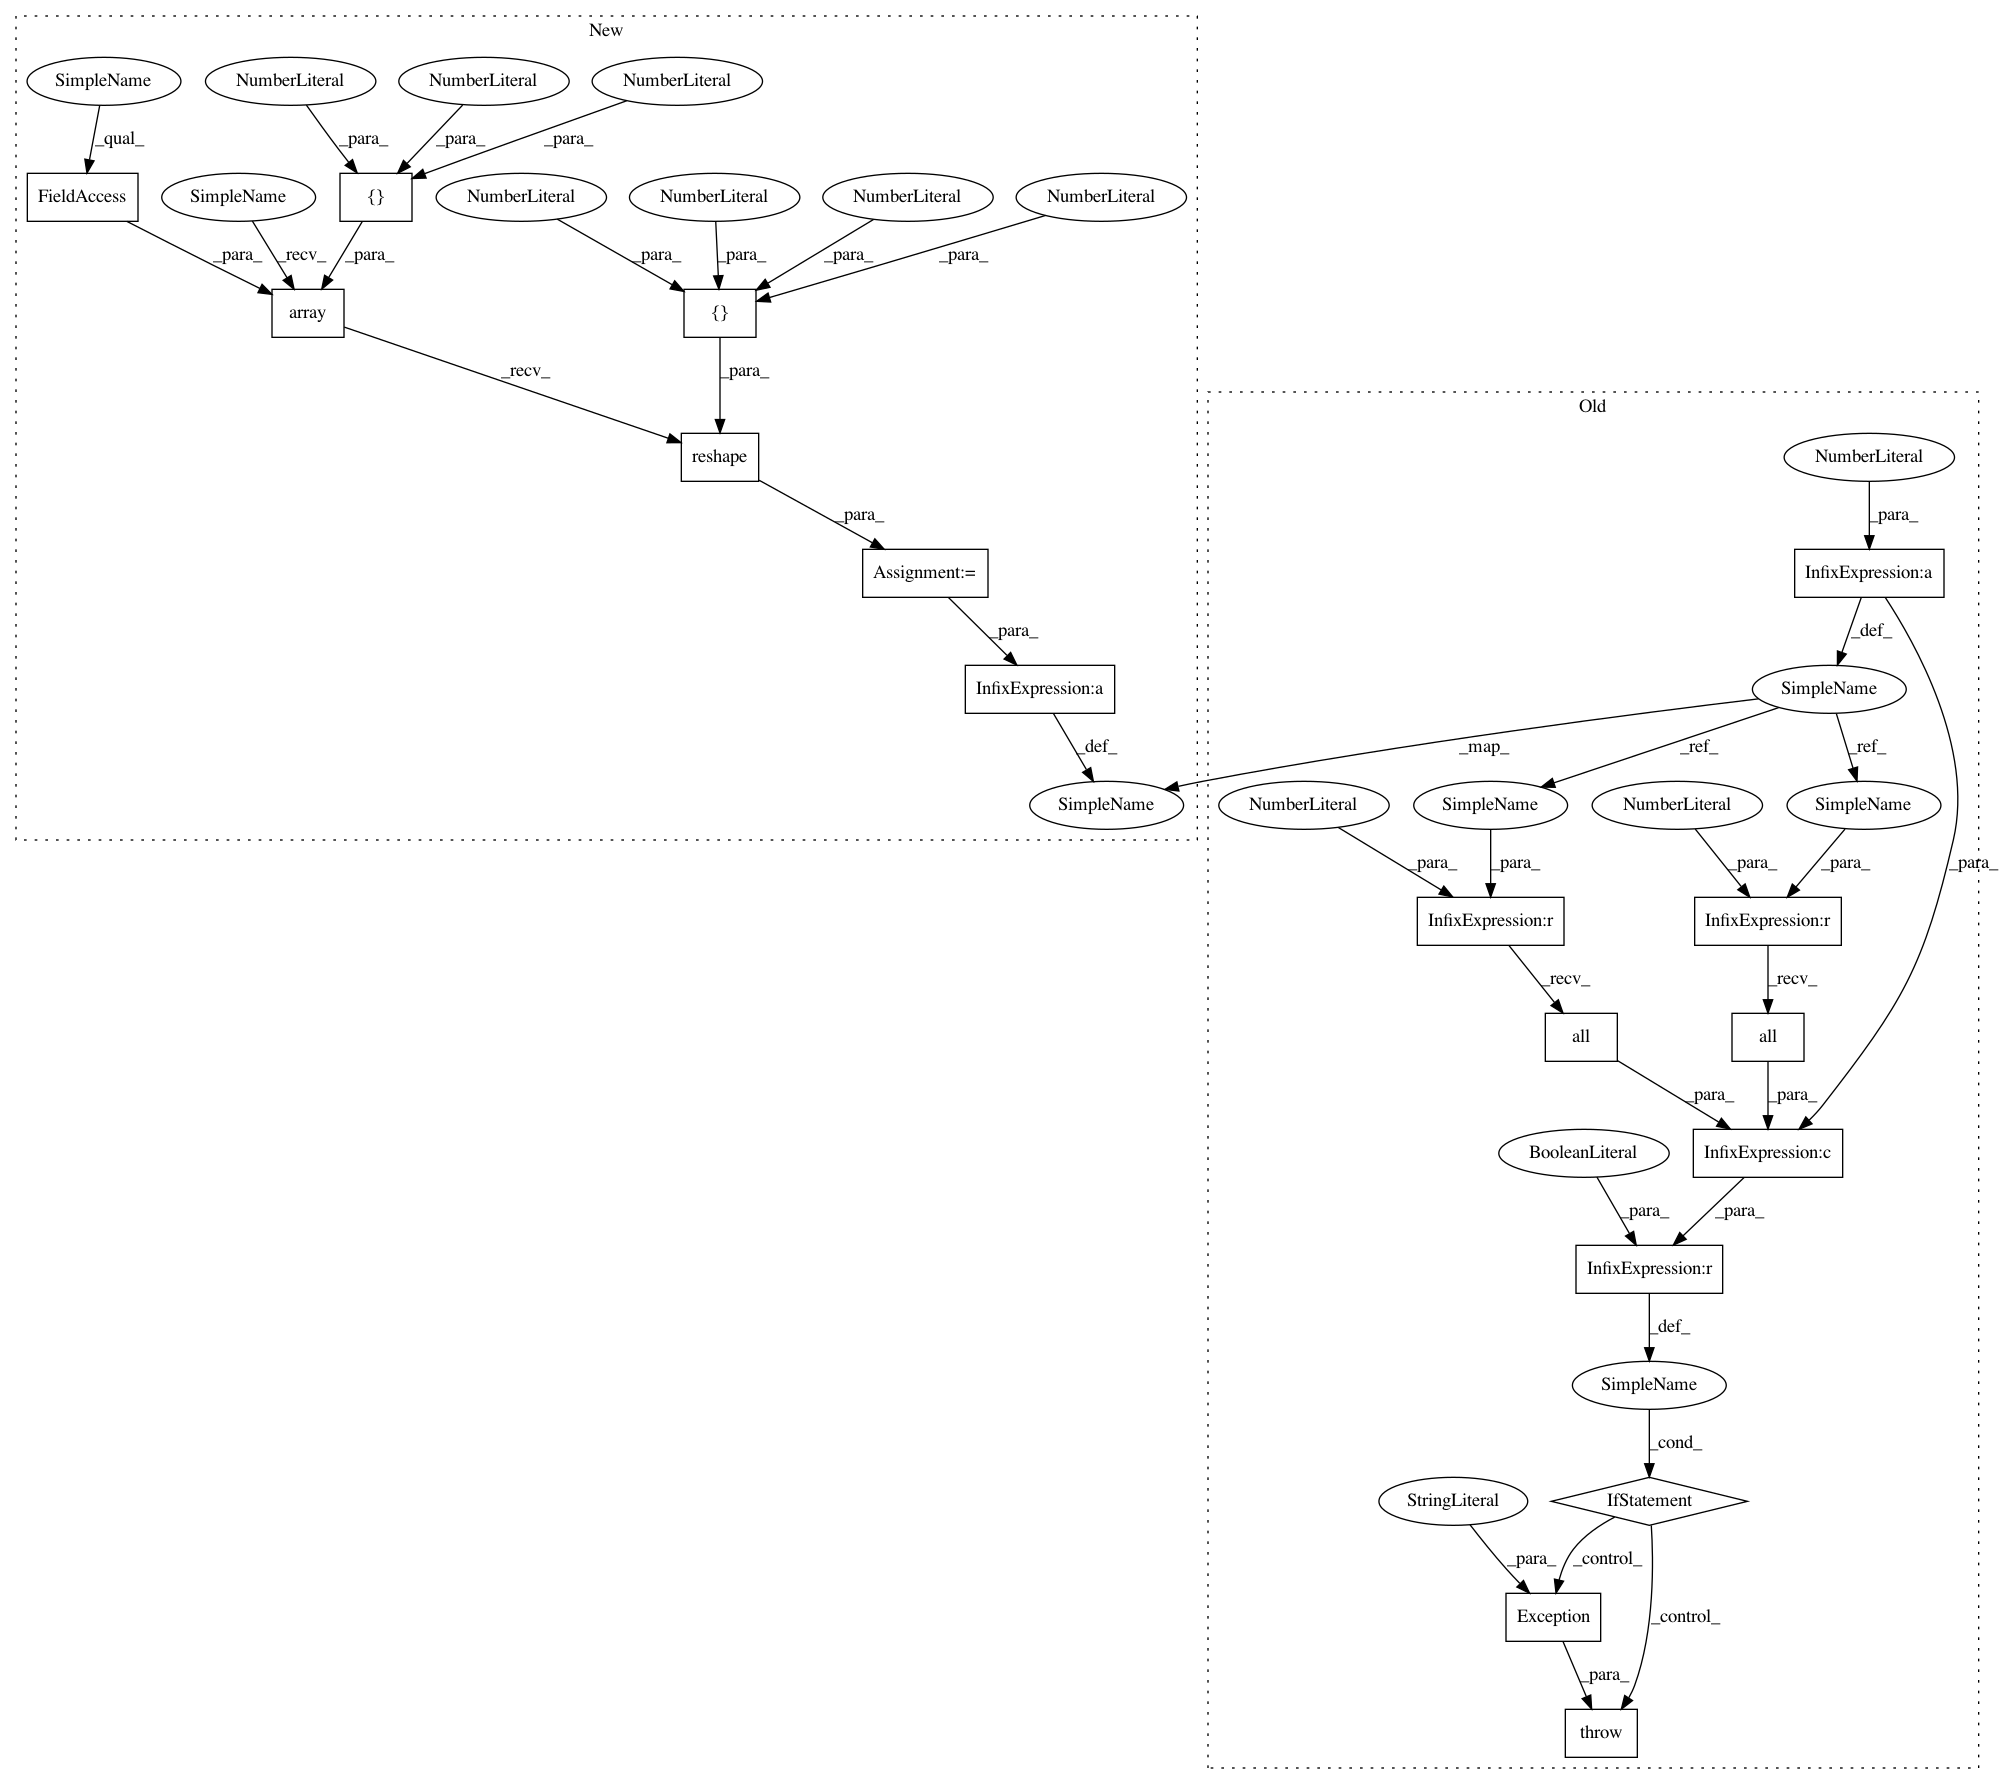 New
SimpleName
NumberLiteral
NumberLiteral
NumberLiteral
_qual_
_para_
_para_
_para_
FieldAccess
SimpleName
{}
NumberLiteral
NumberLiteral
NumberLiteral
NumberLiteral
_para_
_recv_
_para_
_para_
_para_
_para_
_para_
array
{}
_recv_
_para_
Old
reshape
NumberLiteral
_para_
_para_
Assignment:=
InfixExpression:a
_para_
_def_
InfixExpression:a
SimpleName
_def_
_map_
_ref_
_ref_
SimpleName
NumberLiteral
SimpleName
NumberLiteral
SimpleName
_para_
_para_
_para_
_para_
_para_
InfixExpression:r
InfixExpression:r
_recv_
_recv_
all
all
_para_
_para_
BooleanLiteral
InfixExpression:c
_para_
_para_
InfixExpression:r
_def_
SimpleName
_cond_
StringLiteral
IfStatement
_para_
_control_
Exception
_control_
_para_
throw